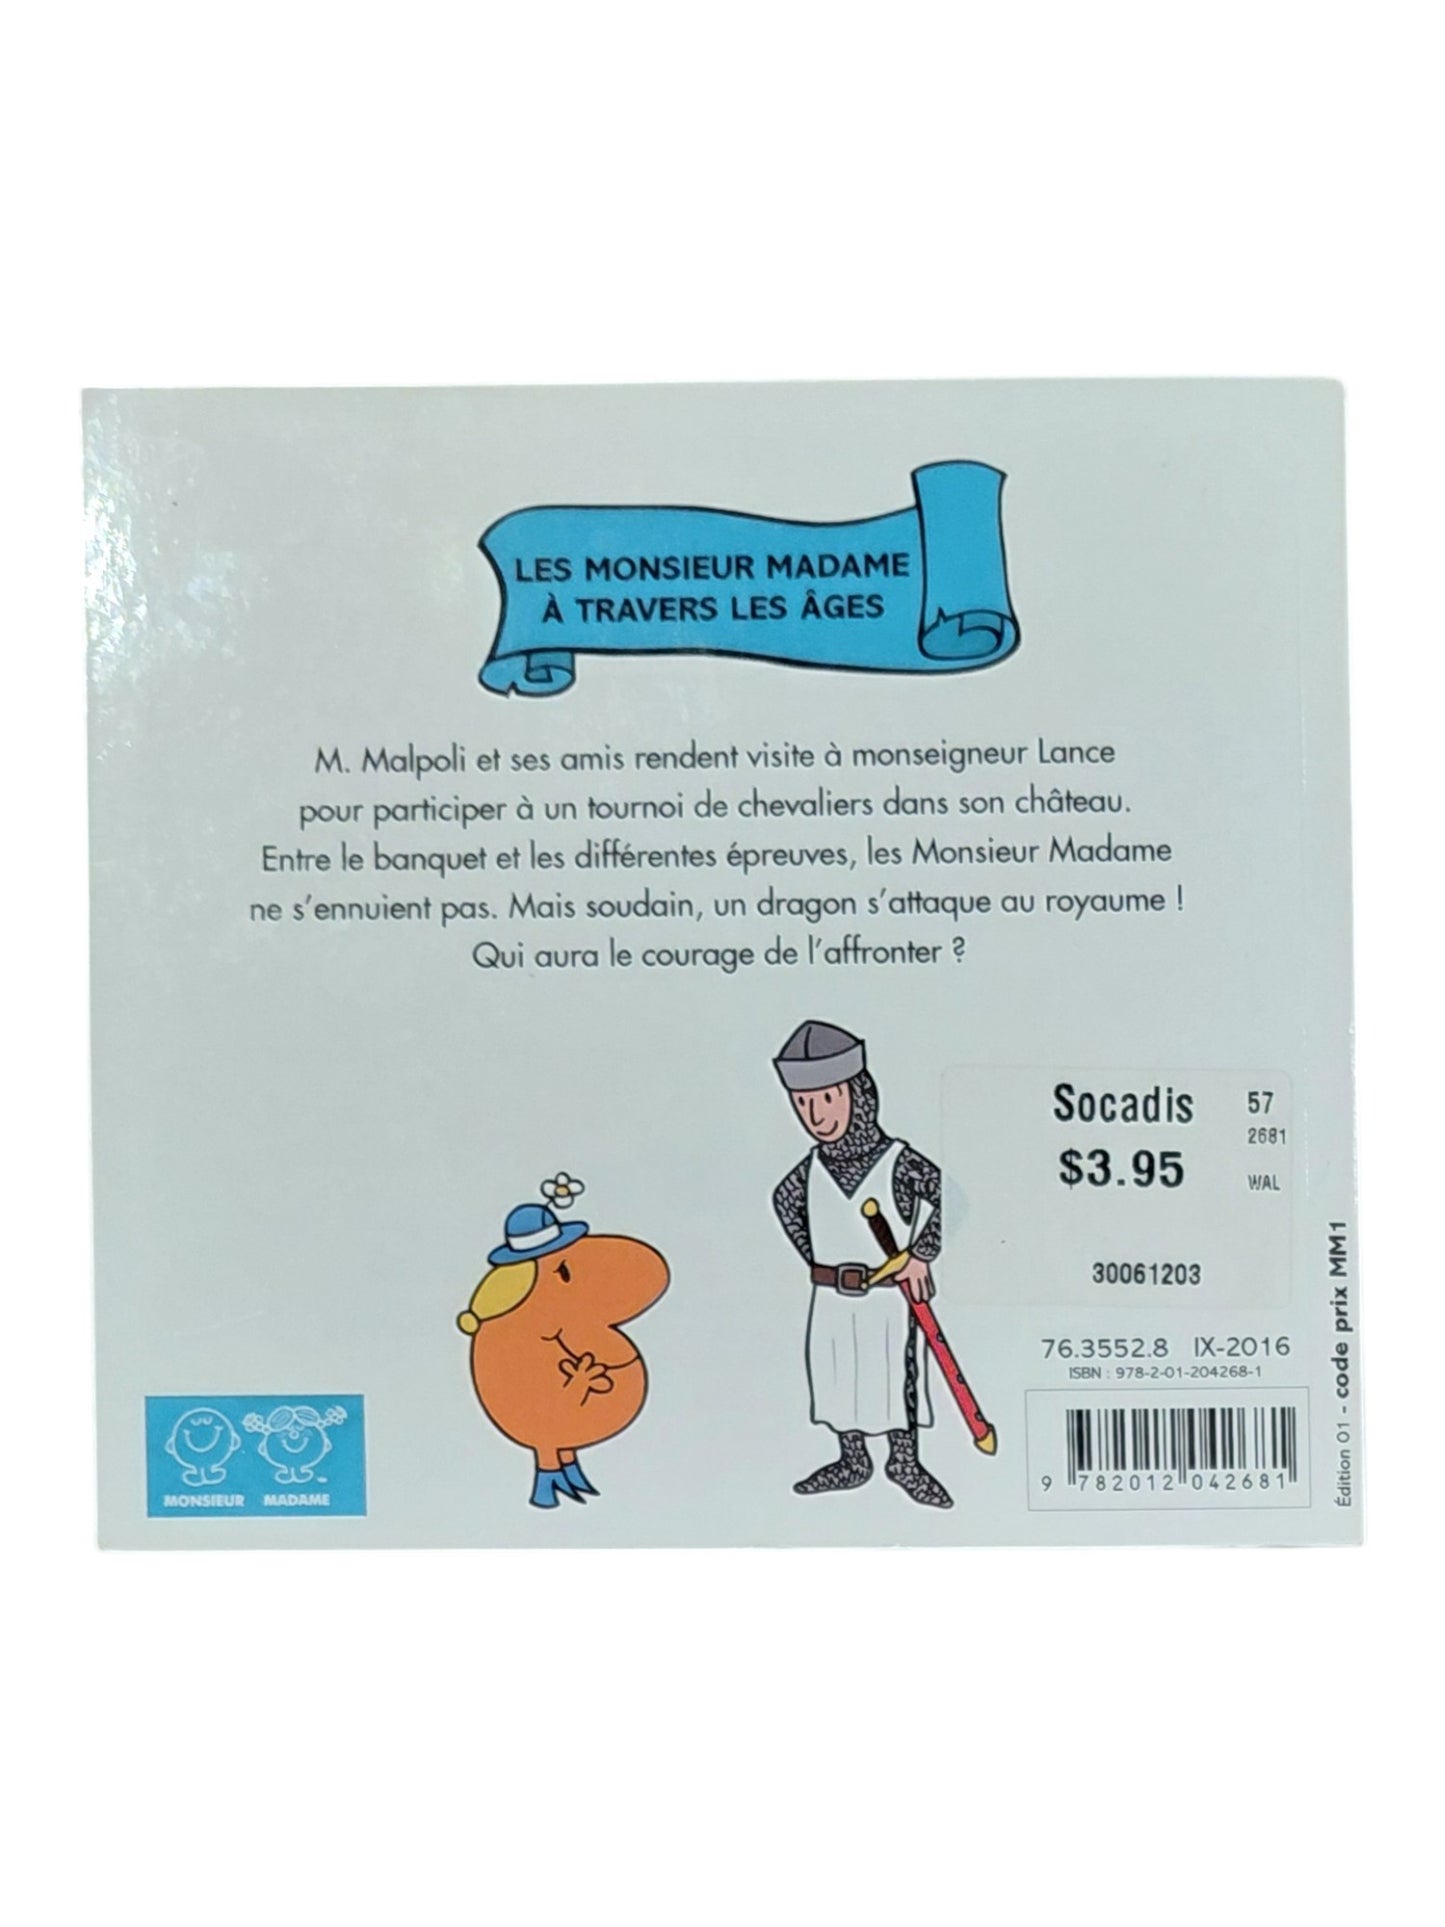 LES MONSIEUR MADAME
À TRAVERS LES ÂGES
M. Malpoli et ses amis rendent visite à monseigneur Lance
pour participer à un tournoi de chevaliers dans son château.
Entre le banquet et les différentes épreuves, les Monsieur Madame
ne s'ennuient pas. Mais soudain, un dragon s'attaque au royaume !
Qui aura le courage de l'affronter ?
Socadis 57
2681
$3.95
WAL
30061203
76.3552.8 IX-2016
ISBN : 978-2-01-204268-1
9 782012 042681
Édition 01 - code prix MM1
MONSIEUR MADAME